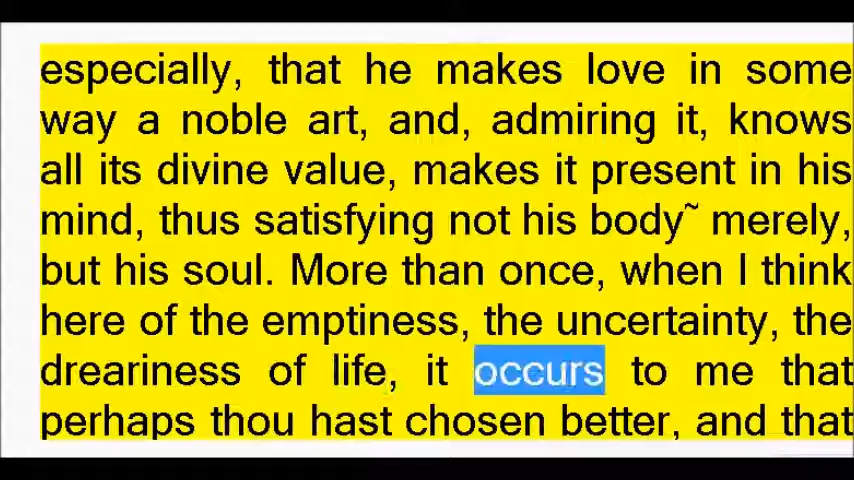 especially, that he makes love in some
way a noble art, and, admiring it, knows
all its divine value, makes it present in his
mind, thus satisfying not his body˜ merely,
but his soul. More than once, when I think
here of the emptiness, the uncertainty, the
dreariness of life, it occurs to me that
perhaps thou hast chosen better, and that